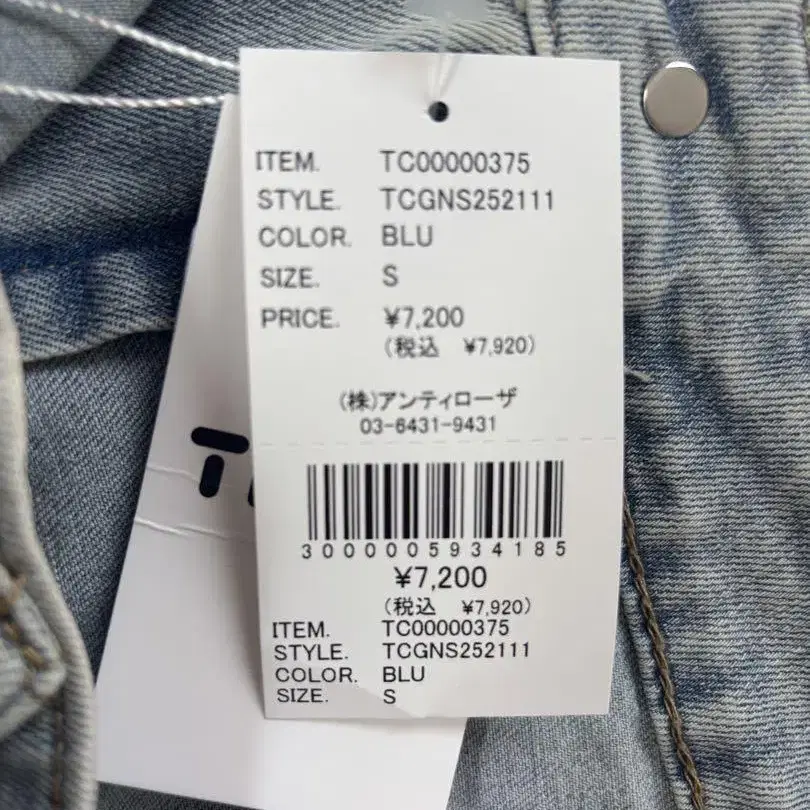 ITEM. TC00000375
STYLE. TCGNS252111
COLOR. BLU
SIZE. S
PRICE. ¥7,200
(税込 ¥7,920)
(株)アンティローザ
03-6431-9431
3000005934185
¥7,200
(税込 ¥7,920)
ITEM. TC00000375
STYLE. TCGNS252111
COLOR. BLU
SIZE. S